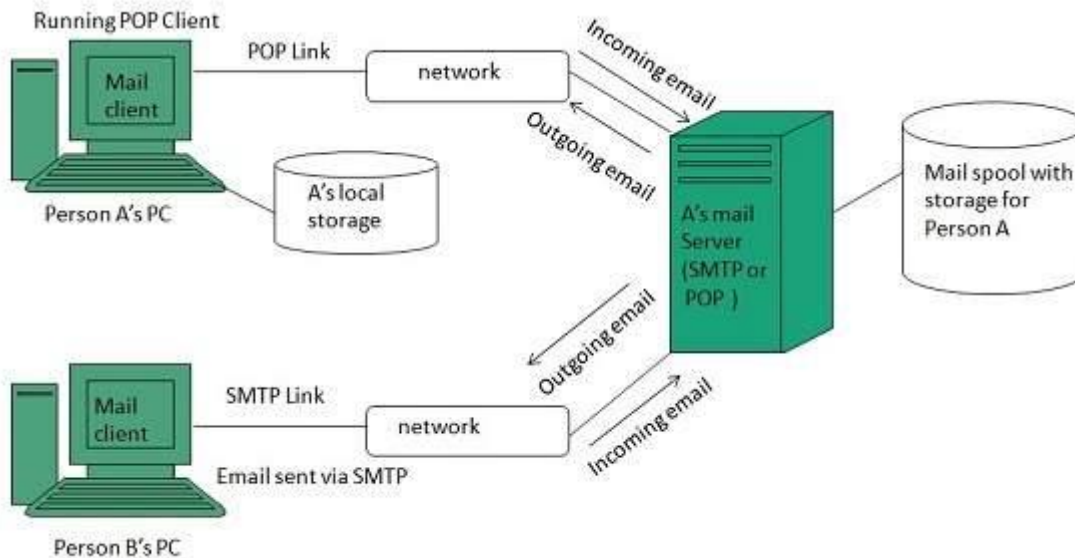 Running POP Client
POP Link
Mail
client
network
Incoming email
Outgoing email
A's local
storage
Person A's PC
A's mail
Server
(SMTP or
POP )
Mail spool with
storage for
Person A
Outgoing email
Mail
client
SMTP Link
network
Incoming email
Email sent via SMTP
Person B's PC